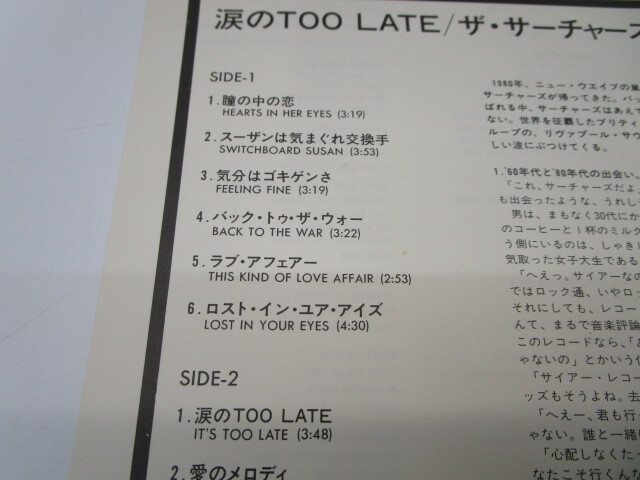 涙のTOO LATE/ザ・サーチャーズ
SIDE-1
1.瞳の中の恋
HEARTS IN HER EYES (3:19)
2.スーザンは気まぐれ交換手
SWITCHBOARD SUSAN (3:53)
3.気分はゴキゲンさ
FEELING FINE (3:19)
4.バック・トゥ・ザ・ウォー
BACK TO THE WAR (3:22)
5.ラブ・アフェアー
THIS KIND OF LOVE AFFAIR (2:53)
6.ロスト・イン・ユア・アイズ
LOST IN YOUR EYES (4:30)
SIDE-2
1.涙のTOO LATE
IT'S TOO LATE (3:48)
2.愛のメロディ
1980年、ニュー・ウエイブの嵐
サーチャーズが帰ってきた。バッ
ばれる中、サーチャーズはあえて
ない。世界を征覇したブリティ
ループの、リヴァプール・サウ
しい波にぶつけてくる。
1.'60年代と'80年代の出会い。
「これ、サーチャーズだよ
も出会ったような、うれし
男は、まもなく30代にか
のコーヒーと1杯のミルク
う側にいるのは、しゃきし
気取った女子大生である
「へえっ。サイアーなの
ではロック通、いやロッ
それにしても、レコー
んて、まるで音楽評論
このレコードなら、「あ
ゃないの」とかいう仕
「サイアー・レコー
ッズもそうよね。去
「へえー、君も行っ
ゃない。誰と一緒
「心配しなくたっ
なたこそ行くんな